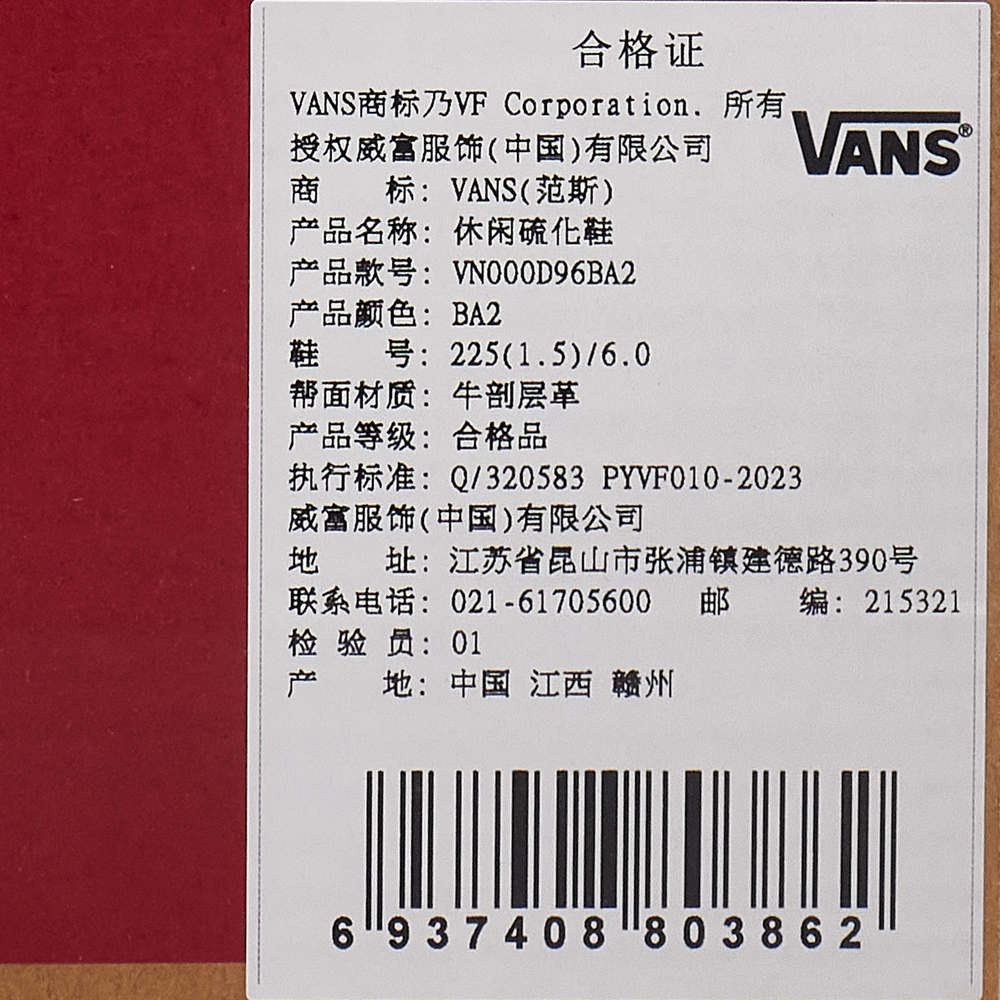 合格证
VANS商标乃VF Corporation. 所有
VANS®
授权威富服饰(中国)有限公司
商 标: VANS(范斯)
产品名称: 休闲硫化鞋
产品款号: VN000D96BA2
产品颜色: BA2
鞋 号: 225(1.5)/6.0
帮面材质: 牛剖层革
产品等级: 合格品
执行标准: Q/320583 PYVF010-2023
威富服饰(中国)有限公司
地 址: 江苏省昆山市张浦镇建德路390号
联系电话: 021-61705600 邮 编: 215321
检 验 员: 01
产 地: 中国 江西 赣州
6 937408 803862